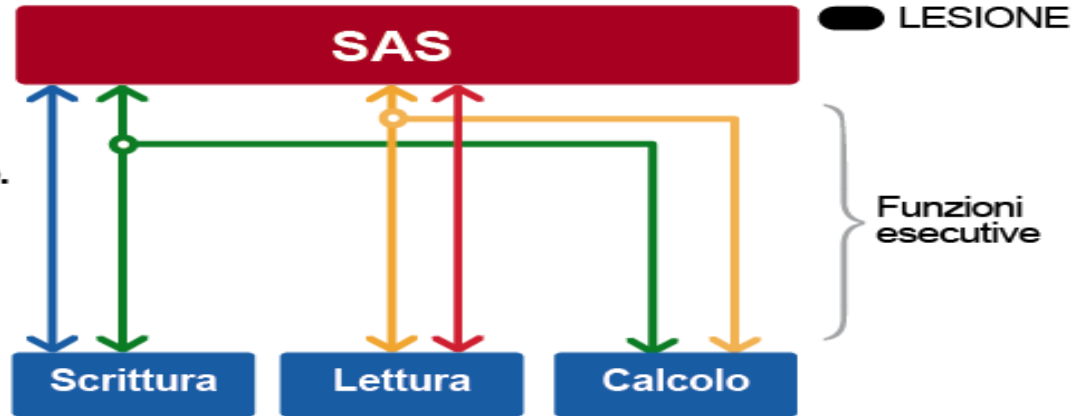 SAS
LESIONE
Funzioni
esecutive
Scrittura
Lettura
Calcolo